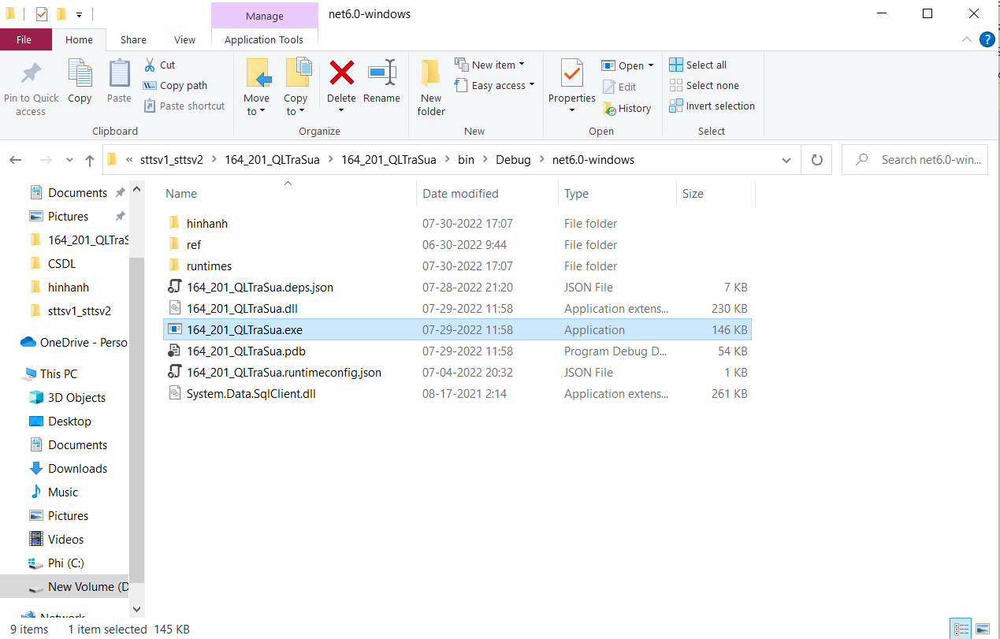 Manage
net6.0-windows
File
Home
Share
View
Application Tools
Pin to Quick access
Copy
Paste
Cut
Copy path
Paste shortcut
Clipboard
Move to
Copy to
Delete
Rename
Organize
New folder
New item
Easy access
New
Properties
Open
Edit
History
Open
Select all
Select none
Invert selection
Select
« sttsv1_sttsv2 > 164_201_QLTraSua > 164_201_QLTraSua > bin > Debug > net6.0-windows
Search net6.0-win...
Documents
Pictures
164_201_QLTraS
CSDL
hinhanh
sttsv1_sttsv2
OneDrive - Perso
This PC
3D Objects
Desktop
Documents
Downloads
Music
Pictures
Videos
Phi (C:)
New Volume (D
Network
Name Date modified Type Size
hinhanh 07-30-2022 17:07 File folder
ref 06-30-2022 9:44 File folder
runtimes 07-30-2022 17:07 File folder
164_201_QLTraSua.deps.json 07-28-2022 21:20 JSON File 7 KB
164_201_QLTraSua.dll 07-29-2022 11:58 Application extens... 230 KB
164_201_QLTraSua.exe 07-29-2022 11:58 Application 146 KB
164_201_QLTraSua.pdb 07-29-2022 11:58 Program Debug D... 54 KB
164_201_QLTraSua.runtimeconfig.json 07-04-2022 20:32 JSON File 1 KB
System.Data.SqlClient.dll 08-17-2021 2:14 Application extens... 261 KB
9 items 1 item selected 145 KB